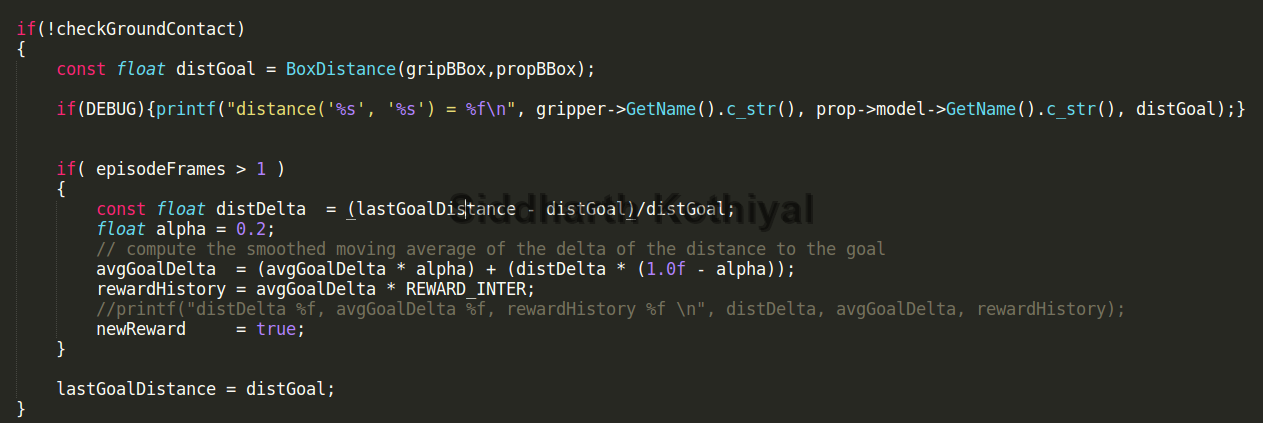 if(!checkGroundContact)
{
    const float distGoal = BoxDistance(gripBBox,propBBox);
    if(DEBUG){printf("distance('%s', '%s') = %f\n", gripper->GetName().c_str(), prop->model->GetName().c_str(), distGoal);}
    if( episodeFrames > 1 )
    {
        const float distDelta  = (lastGoalDistance - distGoal)/distGoal;
        Siddharth Kothiyal
        float alpha = 0.2;
        // compute the smoothed moving average of the delta of the distance to the goal
        avgGoalDelta  = (avgGoalDelta * alpha) + (distDelta * (1.0f - alpha));
        rewardHistory = avgGoalDelta * REWARD_INTER;
        //printf("distDelta %f, avgGoalDelta %f, rewardHistory %f \n", distDelta, avgGoalDelta, rewardHistory);
        newReward     = true;
    }
    lastGoalDistance = distGoal;
}